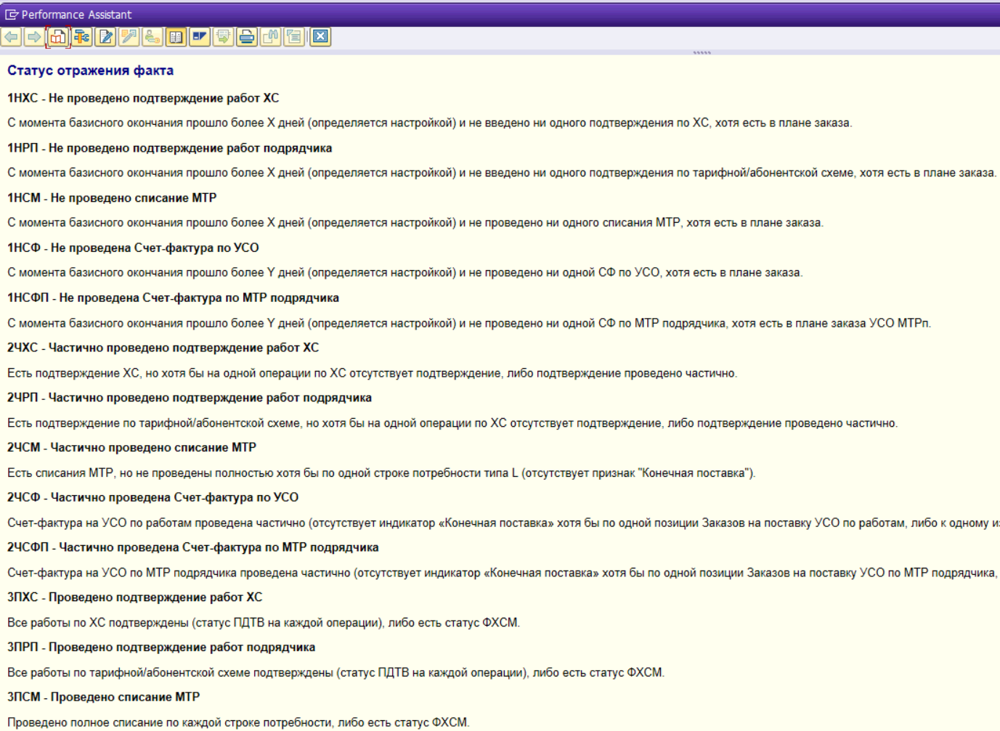 Performance Assistant
Статус отражения факта
1НХС - Не проведено подтверждение работ ХС
С момента базисного окончания прошло более X дней (определяется настройкой) и не введено ни одного подтверждения по ХС, хотя есть в плане заказа.
1НРП - Не проведено подтверждение работ подрядчика
С момента базисного окончания прошло более X дней (определяется настройкой) и не введено ни одного подтверждения по тарифной/абонентской схеме, хотя есть в плане заказа.
1НСМ - Не проведено списание МТР
С момента базисного окончания прошло более X дней (определяется настройкой) и не проведено ни одного списания МТР, хотя есть в плане заказа.
1НСФ - Не проведена Счет-фактура по УСО
С момента базисного окончания прошло более Y дней (определяется настройкой) и не проведено ни одной СФ по УСО, хотя есть в плане заказа.
1НСФП - Не проведена Счет-фактура по МТР подрядчика
С момента базисного окончания прошло более Y дней (определяется настройкой) и не проведено ни одной СФ по МТР подрядчика, хотя есть в плане заказа УСО МТРп.
2ЧХС - Частично проведено подтверждение работ ХС
Есть подтверждение ХС, но хотя бы на одной операции по ХС отсутствует подтверждение, либо подтверждение проведено частично.
2ЧРП - Частично проведено подтверждение работ подрядчика
Есть подтверждение по тарифной/абонентской схеме, но хотя бы на одной операции по ХС отсутствует подтверждение, либо подтверждение проведено частично.
2ЧСМ - Частично проведено списание МТР
Есть списания МТР, но не проведены полностью хотя бы по одной строке потребности типа L (отсутствует признак "Конечная поставка").
2ЧСФ - Частично проведена Счет-фактура по УСО
Счет-фактура на УСО по работам проведена частично (отсутствует индикатор «Конечная поставка» хотя бы по одной позиции Заказов на поставку УСО по работам, либо к одному
2ЧСФП - Частично проведена Счет-фактура по МТР подрядчика
Счет-фактура на УСО по МТР подрядчика проведена частично (отсутствует индикатор «Конечная поставка» хотя бы по одной позиции Заказов на поставку УСО по МТР подрядчика,
3ПХС - Проведено подтверждение работ ХС
Все работы по ХС подтверждены (статус ПДТВ на каждой операции), либо есть статус ФХСМ.
3ПРП - Проведено подтверждение работ подрядчика
Все работы по тарифной/абонентской схеме подтверждены (статус ПДТВ на каждой операции), либо есть статус ФХСМ.
3ПСМ - Проведено списание МТР
Проведено полное списание по каждой строке потребности, либо есть статус ФХСМ.